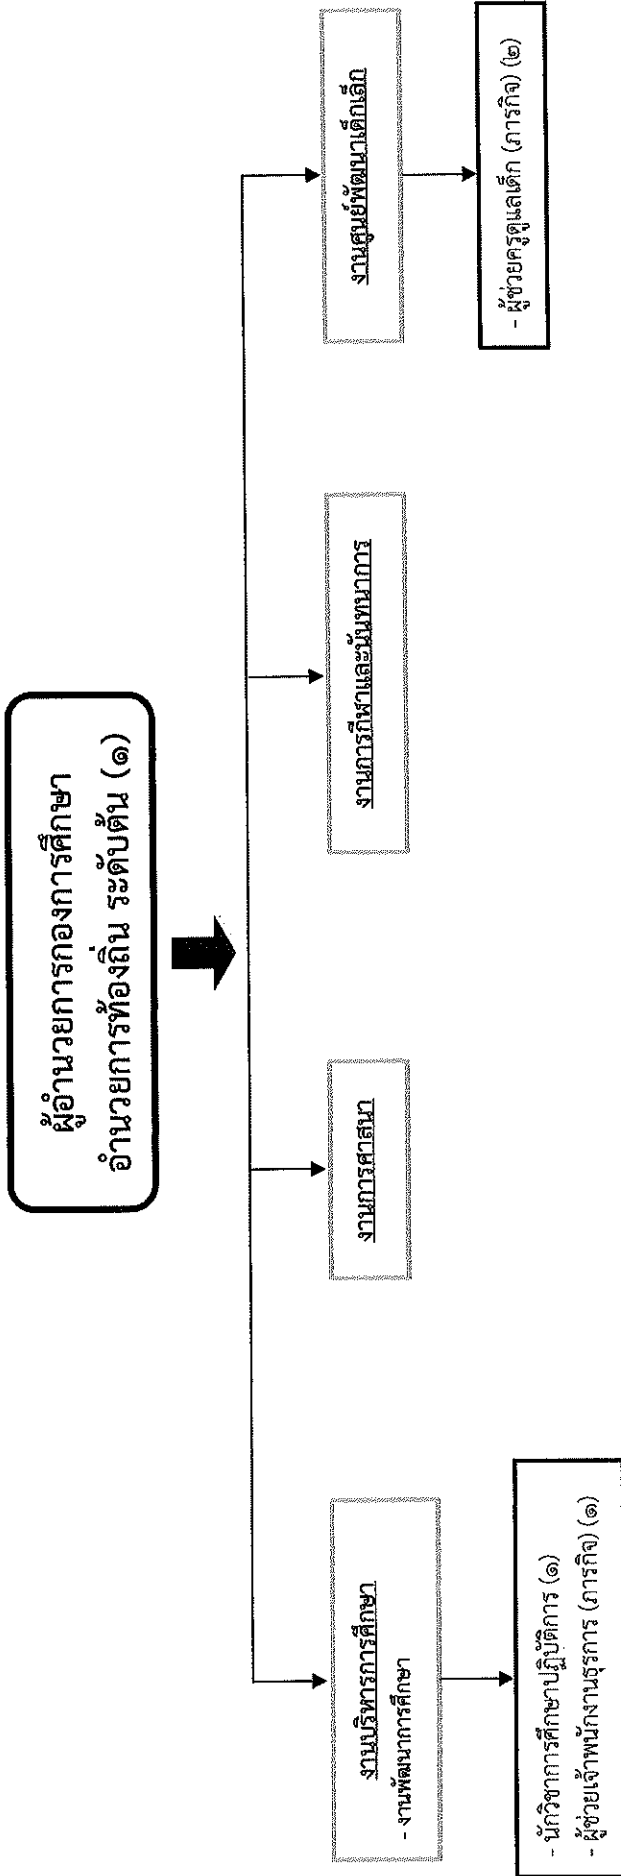 ผู้อำนวยการกองการศึกษา
อำนวยการท้องถิ่น ระดับต้น (๑)
งานบริหารการศึกษา
- งานพัฒนาการศึกษา
- นักวิชาการศึกษาปฏิบัติการ (๑)
- ผู้ช่วยเจ้าพนักงานธุรการ (ภารกิจ) (๑)
งานการศาสนา
งานการกีฬาและนันทนาการ
งานศูนย์พัฒนาเด็กเล็ก
- ผู้ช่วยครูดูแลเด็ก (ภารกิจ) (๒)